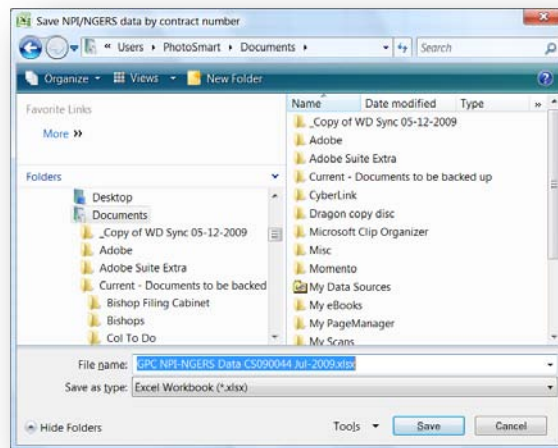 Save NPI/NGERS data by contract number
« Users › PhotoSmart › Documents ›
Search
Organize
Views
New Folder
Favorite Links
More »
Folders
Desktop
Documents
_Copy of WD Sync 05-12-2009
Adobe
Adobe Suite Extra
Current - Documents to be backed
Bishop Filing Cabinet
Bishops
Col To Do
Name Date modified Type »
_Copy of WD Sync 05-12-2009
Adobe
Adobe Suite Extra
Current - Documents to be backed up
CyberLink
Dragon copy disc
Microsoft Clip Organizer
Misc
Momento
My Data Sources
My eBooks
My PageManager
My Scans
File name: GPC NPI-NGERS Data CS090044 Jul-2009.xlsx
Save as type: Excel Workbook (*.xlsx)
Hide Folders
Tools
Save
Cancel